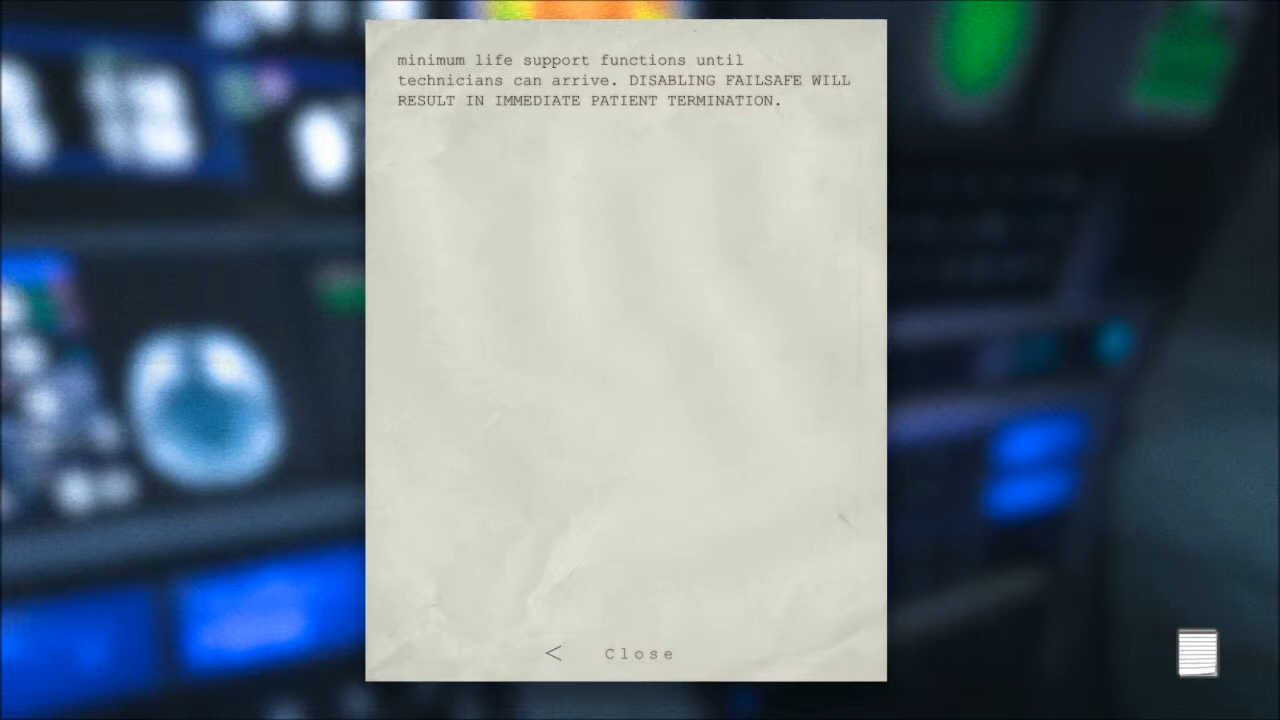 minimum life support functions until
technicians can arrive. DISABLING FAILSAFE WILL
RESULT IN IMMEDIATE PATIENT TERMINATION.
< Close